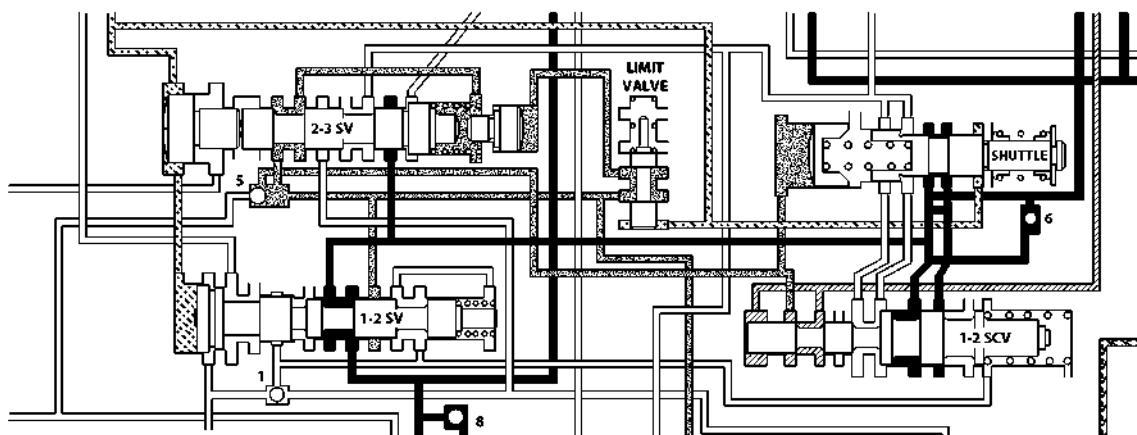 LIMIT
VALVE
2-3 SV
SHUTTLE
5
6
1-2 SV
1-2 SCV
1
8